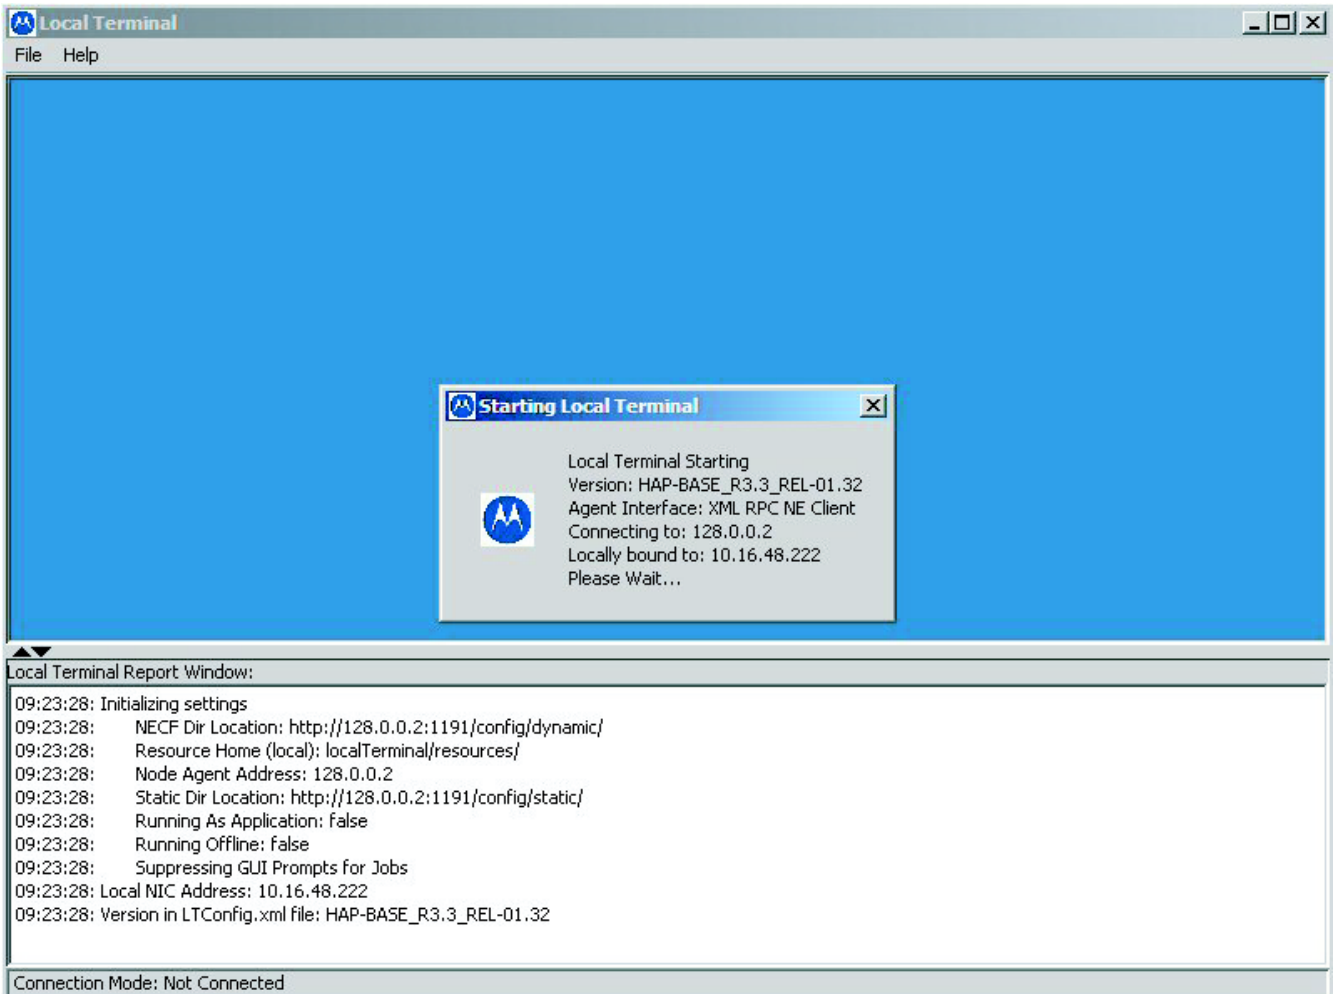 Local Terminal
File Help
Starting Local Terminal
Local Terminal Starting
Version: HAP-BASE_R3.3_REL-01.32
Agent Interface: XML RPC NE Client
Connecting to: 128.0.0.2
Locally bound to: 10.16.48.222
Please Wait...
Local Terminal Report Window:
09:23:28: Initializing settings
09:23:28: NECF Dir Location: http://128.0.0.2:1191/config/dynamic/
09:23:28: Resource Home (local): localTerminal/resources/
09:23:28: Node Agent Address: 128.0.0.2
09:23:28: Static Dir Location: http://128.0.0.2:1191/config/static/
09:23:28: Running As Application: false
09:23:28: Running Offline: false
09:23:28: Suppressing GUI Prompts for Jobs
09:23:28: Local NIC Address: 10.16.48.222
09:23:28: Version in LTConfig.xml file: HAP-BASE_R3.3_REL-01.32
Connection Mode: Not Connected